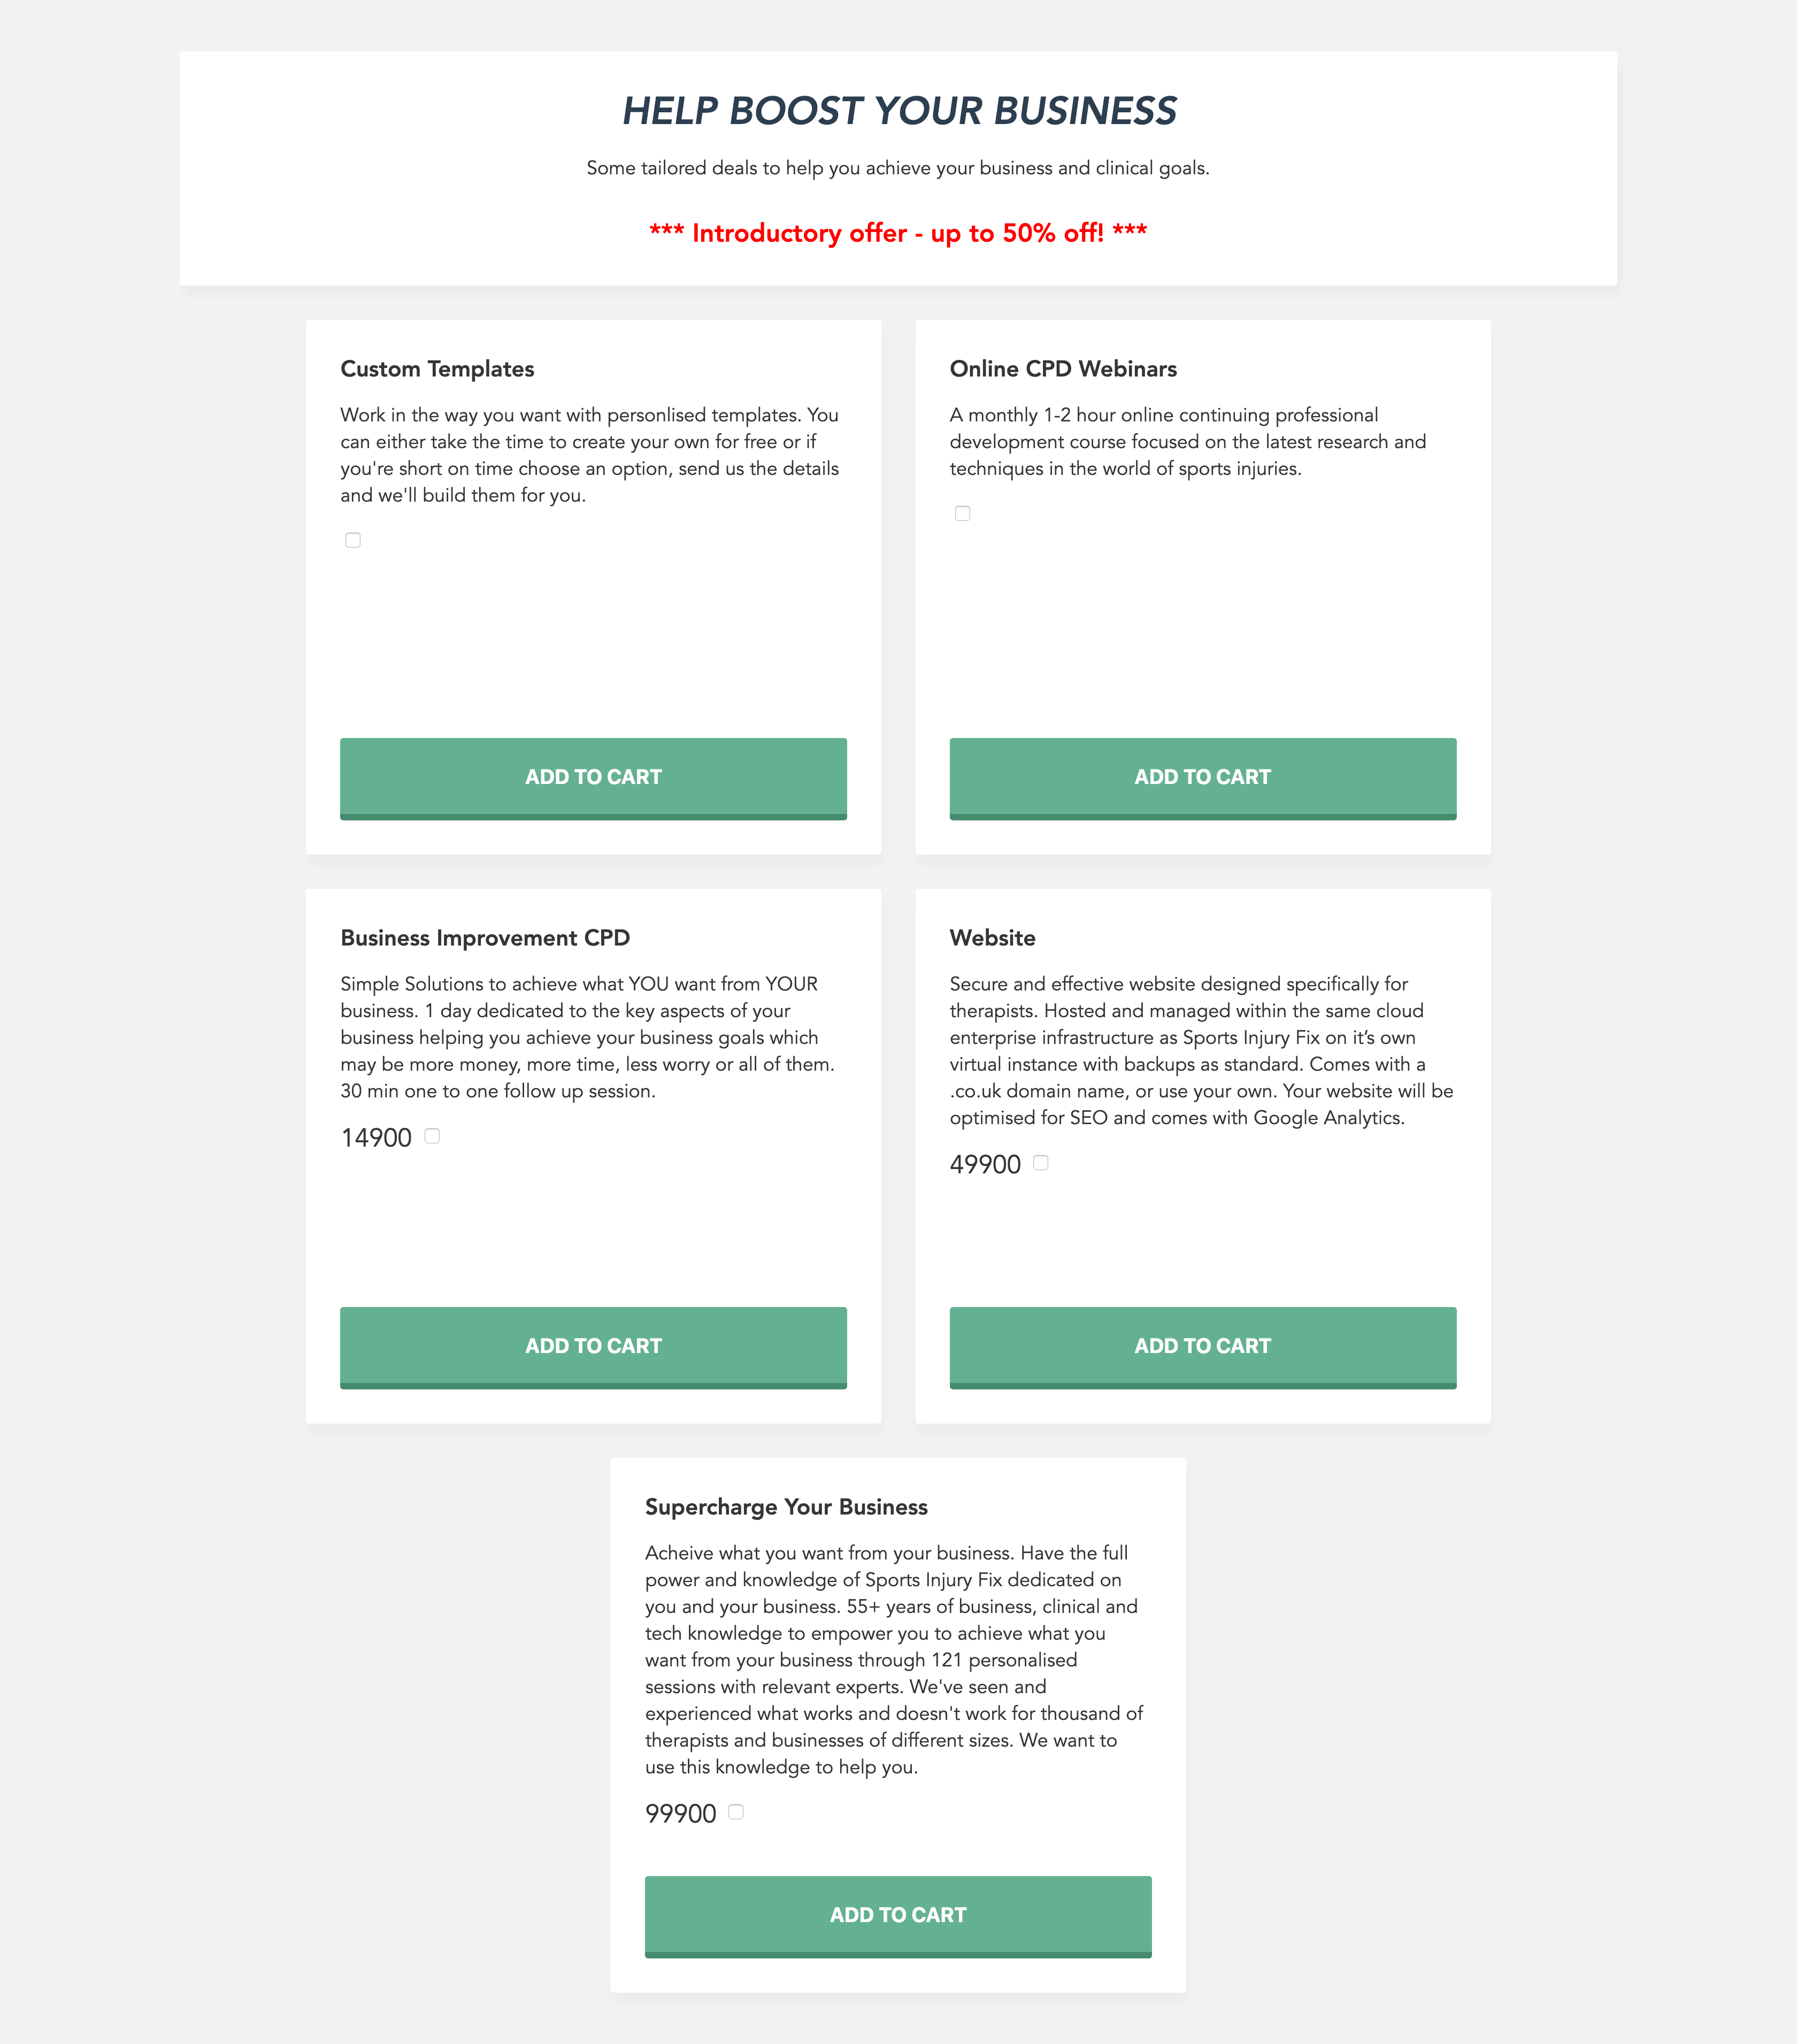 HELP BOOST YOUR BUSINESS
Some tailored deals to help you achieve your business and clinical goals.
*** Introductory offer - up to 50% off! ***
Custom Templates
Work in the way you want with personlised templates. You
can either take the time to create your own for free or if
you're short on time choose an option, send us the details
and we'll build them for you.
ADD TO CART
Online CPD Webinars
A monthly 1-2 hour online continuing professional
development course focused on the latest research and
techniques in the world of sports injuries.
ADD TO CART
Business Improvement CPD
Simple Solutions to achieve what YOU want from YOUR
business. 1 day dedicated to the key aspects of your
business helping you achieve your business goals which
may be more money, more time, less worry or all of them.
30 min one to one follow up session.
14900
ADD TO CART
Website
Secure and effective website designed specifically for
therapists. Hosted and managed within the same cloud
enterprise infrastructure as Sports Injury Fix on it’s own
virtual instance with backups as standard. Comes with a
.co.uk domain name, or use your own. Your website will be
optimised for SEO and comes with Google Analytics.
49900
ADD TO CART
Supercharge Your Business
Acheive what you want from your business. Have the full
power and knowledge of Sports Injury Fix dedicated on
you and your business. 55+ years of business, clinical and
tech knowledge to empower you to achieve what you
want from your business through 121 personalised
sessions with relevant experts. We've seen and
experienced what works and doesn't work for thousand of
therapists and businesses of different sizes. We want to
use this knowledge to help you.
99900
ADD TO CART